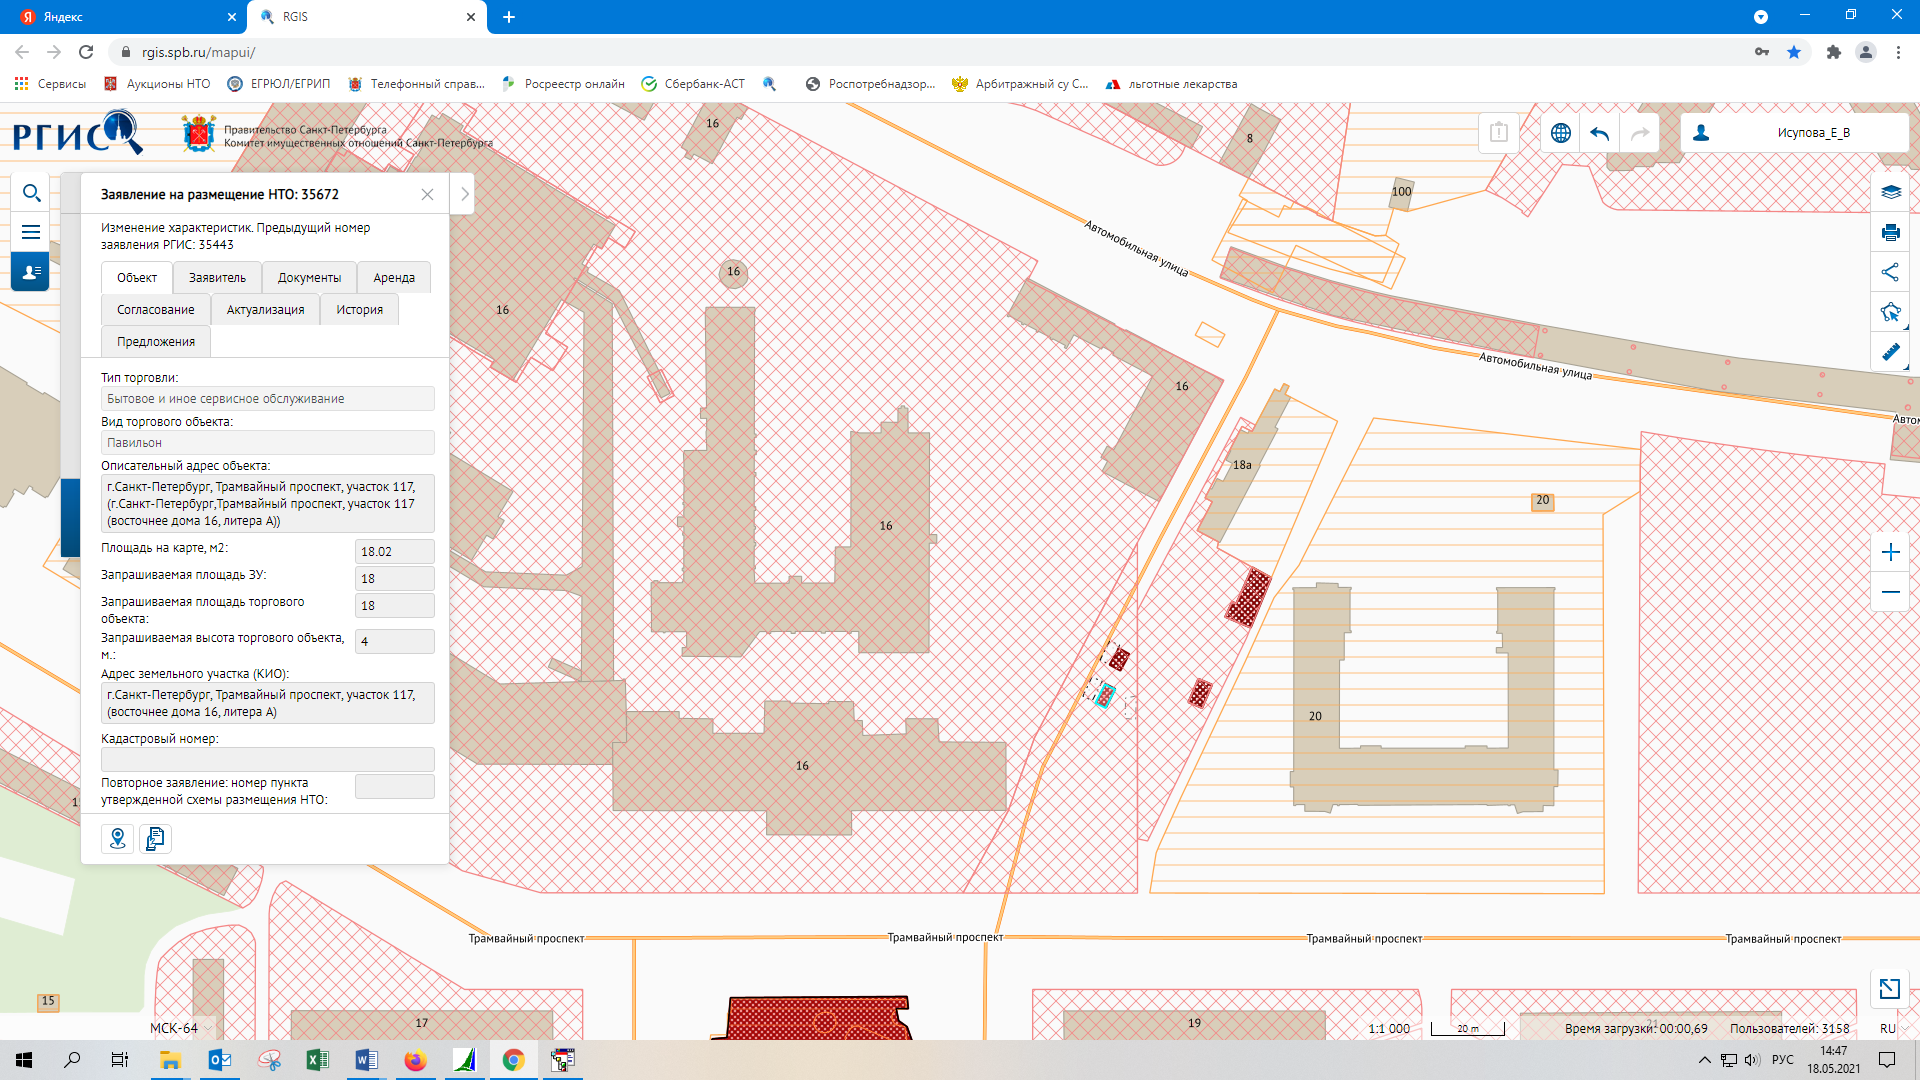 Яндекс
RGIS
rgis.spb.ru/mapui/
Сервисы
Аукционы НТО
ЕГРЮЛ/ЕГРИП
Телефонный справ...
Росреестр онлайн
Сбербанк-АСТ
Роспотребнадзор...
Арбитражный су С...
льготные лекарства
РГИС
Правительство Санкт-Петербурга
Комитет имущественных отношений Санкт-Петербурга
Исупова_Е_В
Заявление на размещение НТО: 35672
Изменение характеристик. Предыдущий номер
заявления РГИС: 35443
Объект
Заявитель
Документы
Аренда
Согласование
Актуализация
История
Предложения
Тип торговли:
Бытовое и иное сервисное обслуживание
Вид торгового объекта:
Павильон
Описательный адрес объекта:
г.Санкт-Петербург, Трамвайный проспект, участок 117,
(г.Санкт-Петербург,Трамвайный проспект, участок 117
(восточнее дома 16, литера А))
Площадь на карте, м2:
18.02
Запрашиваемая площадь ЗУ:
18
Запрашиваемая площадь торгового
объекта:
18
Запрашиваемая высота торгового объекта,
м.:
4
Адрес земельного участка (КИО):
г.Санкт-Петербург, Трамвайный проспект, участок 117,
(восточнее дома 16, литера А)
Кадастровый номер:
Повторное заявление: номер пункта
утвержденной схемы размещения НТО:
16
8
100
Автомобильная улица
16
16
16
Автомобильная улица
Автом
18а
20
16
20
16
Трамвайный проспект
Трамвайный проспект
Трамвайный проспект
Трамвайный проспект
15
17
19
21
МСК-64
1:1 000
20 m
Время загрузки: 00:00,69
Пользователей: 3158
RU
РУС
14:47
18.05.2021